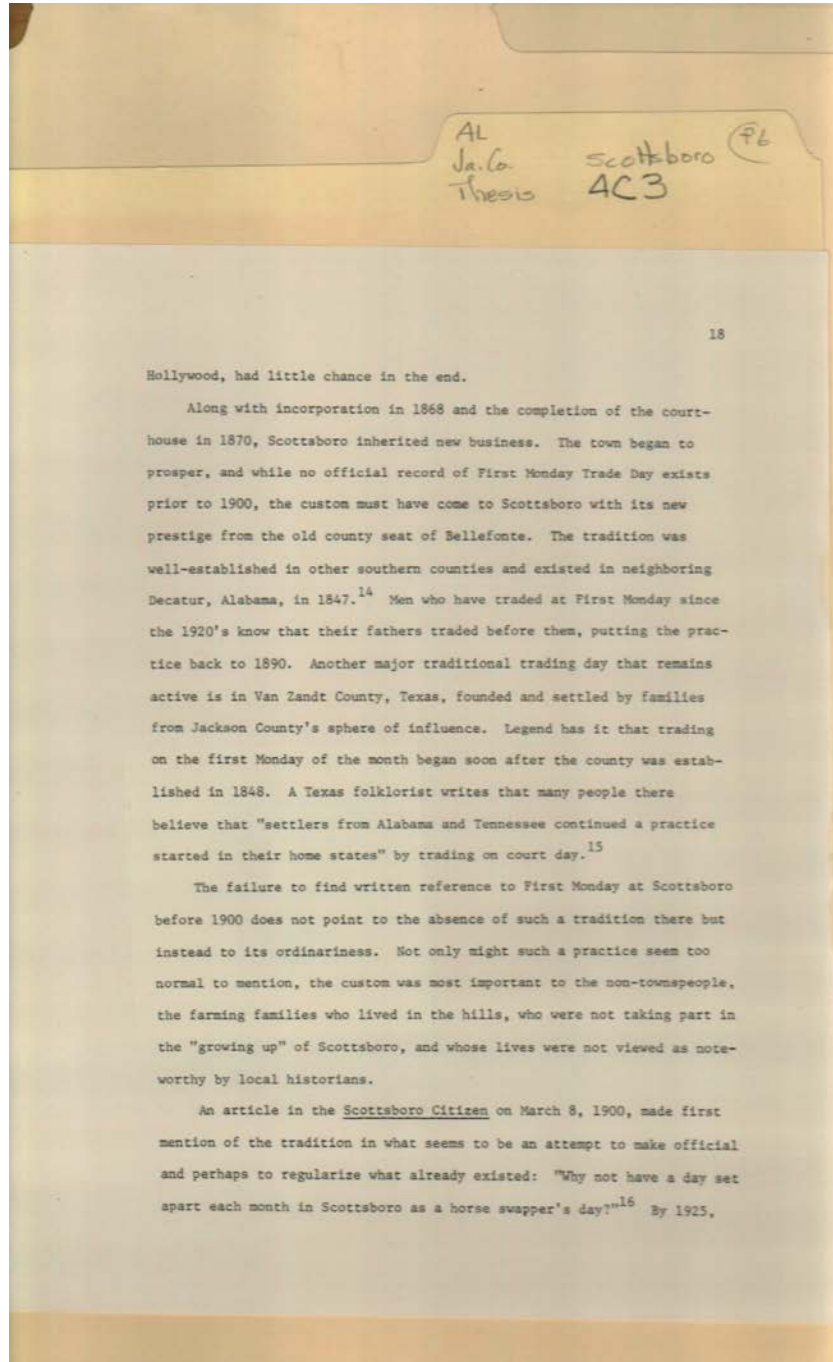 AL
Ja. Co. Scottsboro P6
Thesis 4C3
18
Hollywood, had little chance in the end.
Along with incorporation in 1868 and the completion of the court-
house in 1870, Scottsboro inherited new business. The town began to
prosper, and while no official record of First Monday Trade Day exists
prior to 1900, the custom must have come to Scottsboro with its new
prestige from the old county seat of Bellefonte. The tradition was
well-established in other southern counties and existed in neighboring
Decatur, Alabama, in 1847.14 Men who have traded at First Monday since
the 1920's know that their fathers traded before them, putting the prac-
tice back to 1890. Another major traditional trading day that remains
active is in Van Zandt County, Texas, founded and settled by families
from Jackson County's sphere of influence. Legend has it that trading
on the first Monday of the month began soon after the county was estab-
lished in 1848. A Texas folklorist writes that many people there
believe that "settlers from Alabama and Tennessee continued a practice
started in their home states" by trading on court day.15
The failure to find written reference to First Monday at Scottsboro
before 1900 does not point to the absence of such a tradition there but
instead to its ordinariness. Not only might such a practice seem too
normal to mention, the custom was most important to the non-townspeople,
the farming families who lived in the hills, who were not taking part in
the "growing up" of Scottsboro, and whose lives were not viewed as note-
worthy by local historians.
An article in the Scottsboro Citizen on March 8, 1900, made first
mention of the tradition in what seems to be an attempt to make official
and perhaps to regularize what already existed: "Why not have a day set
apart each month in Scottsboro as a horse swapper's day?"16 By 1925,